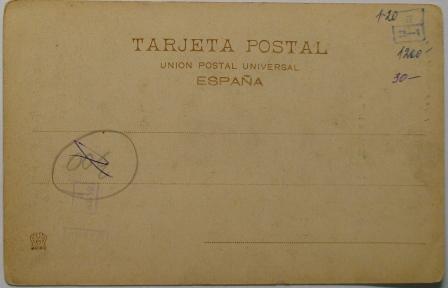 1-20
TARJETA POSTAL
1200
UNION POSTAL UNIVERSAL
30-
ESPAÑA